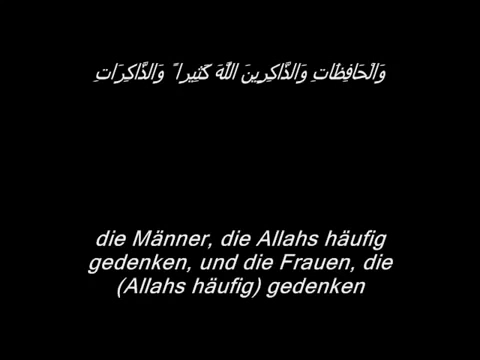 وَالْحَافِظَاتِ وَالذَّاكِرِينَ اللَّهَ كَثِيراً وَالذَّاكِرَاتِ
die Männer, die Allahs häufig
gedenken, und die Frauen, die
(Allahs häufig) gedenken